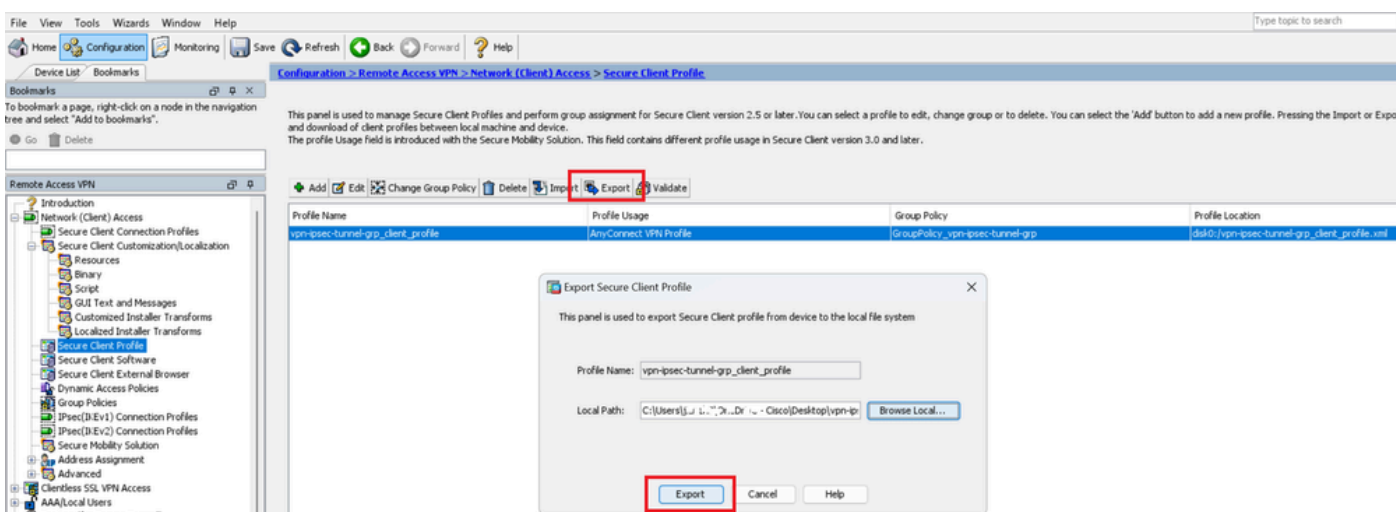 File View Tools Wizards Window Help
Type topic to search
Home Configuration Monitoring Save Refresh Back Forward Help
Device List Bookmarks
Configuration > Remote Access VPN > Network (Client) Access > Secure Client Profile
Bookmarks
To bookmark a page, right-click on a node in the navigation
tree and select "Add to bookmarks".
Go Delete
This panel is used to manage Secure Client Profiles and perform group assignment for Secure Client version 2.5 or later.You can select a profile to edit, change group or to delete. You can select the 'Add' button to add a new profile. Pressing the Import or Expo
and download of client profiles between local machine and device.
The profile Usage field is introduced with the Secure Mobility Solution. This field contains different profile usage in Secure Client version 3.0 and later.
Remote Access VPN
Introduction
Network (Client) Access
Secure Client Connection Profiles
Secure Client Customization/Localization
Resources
Binary
Script
GUI Text and Messages
Customized Installer Transforms
Localized Installer Transforms
Secure Client Profile
Secure Client Software
Secure Client External Browser
Dynamic Access Policies
Group Policies
IPsec(IKEv1) Connection Profiles
IPsec(IKEv2) Connection Profiles
Secure Mobility Solution
Address Assignment
Advanced
Clientless SSL VPN Access
AAA/Local Users
Add Edit Change Group Policy Delete Import Export Validate
Profile Name Profile Usage Group Policy Profile Location
vpn-ipsec-tunnel-grp_client_profile AnyConnect VPN Profile GroupPolicy_vpn-ipsec-tunnel-grp disk0:/vpn-ipsec-tunnel-grp_client_profile.xml
Export Secure Client Profile
This panel is used to export Secure Client profile from device to the local file system
Profile Name: vpn-ipsec-tunnel-grp_client_profile
Local Path: C:\Users\ - Cisco\Desktop\vpn-ip Browse Local...
Export Cancel Help